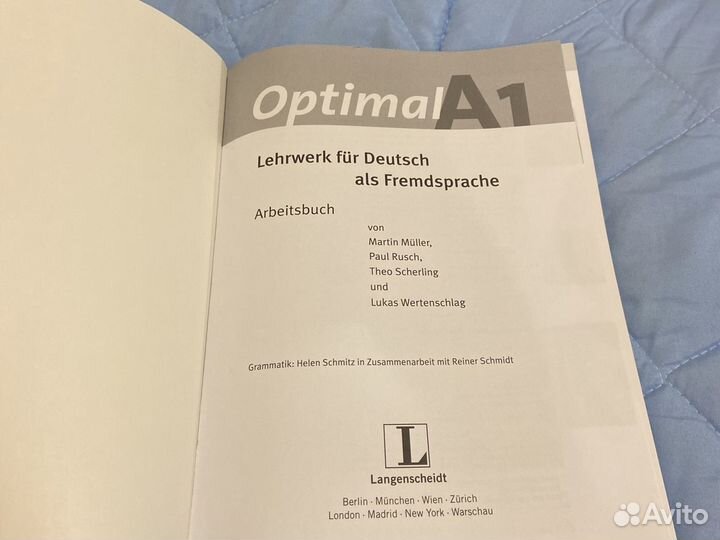 Optimal A1
Lehrwerk für Deutsch
als Fremdsprache
Arbeitsbuch
von
Martin Müller,
Paul Rusch,
Theo Scherling
und
Lukas Wertenschlag
Grammatik: Helen Schmitz in Zusammenarbeit mit Reiner Schmidt
L
Langenscheidt
Berlin · München · Wien · Zürich
London · Madrid · New York · Warschau
Avito